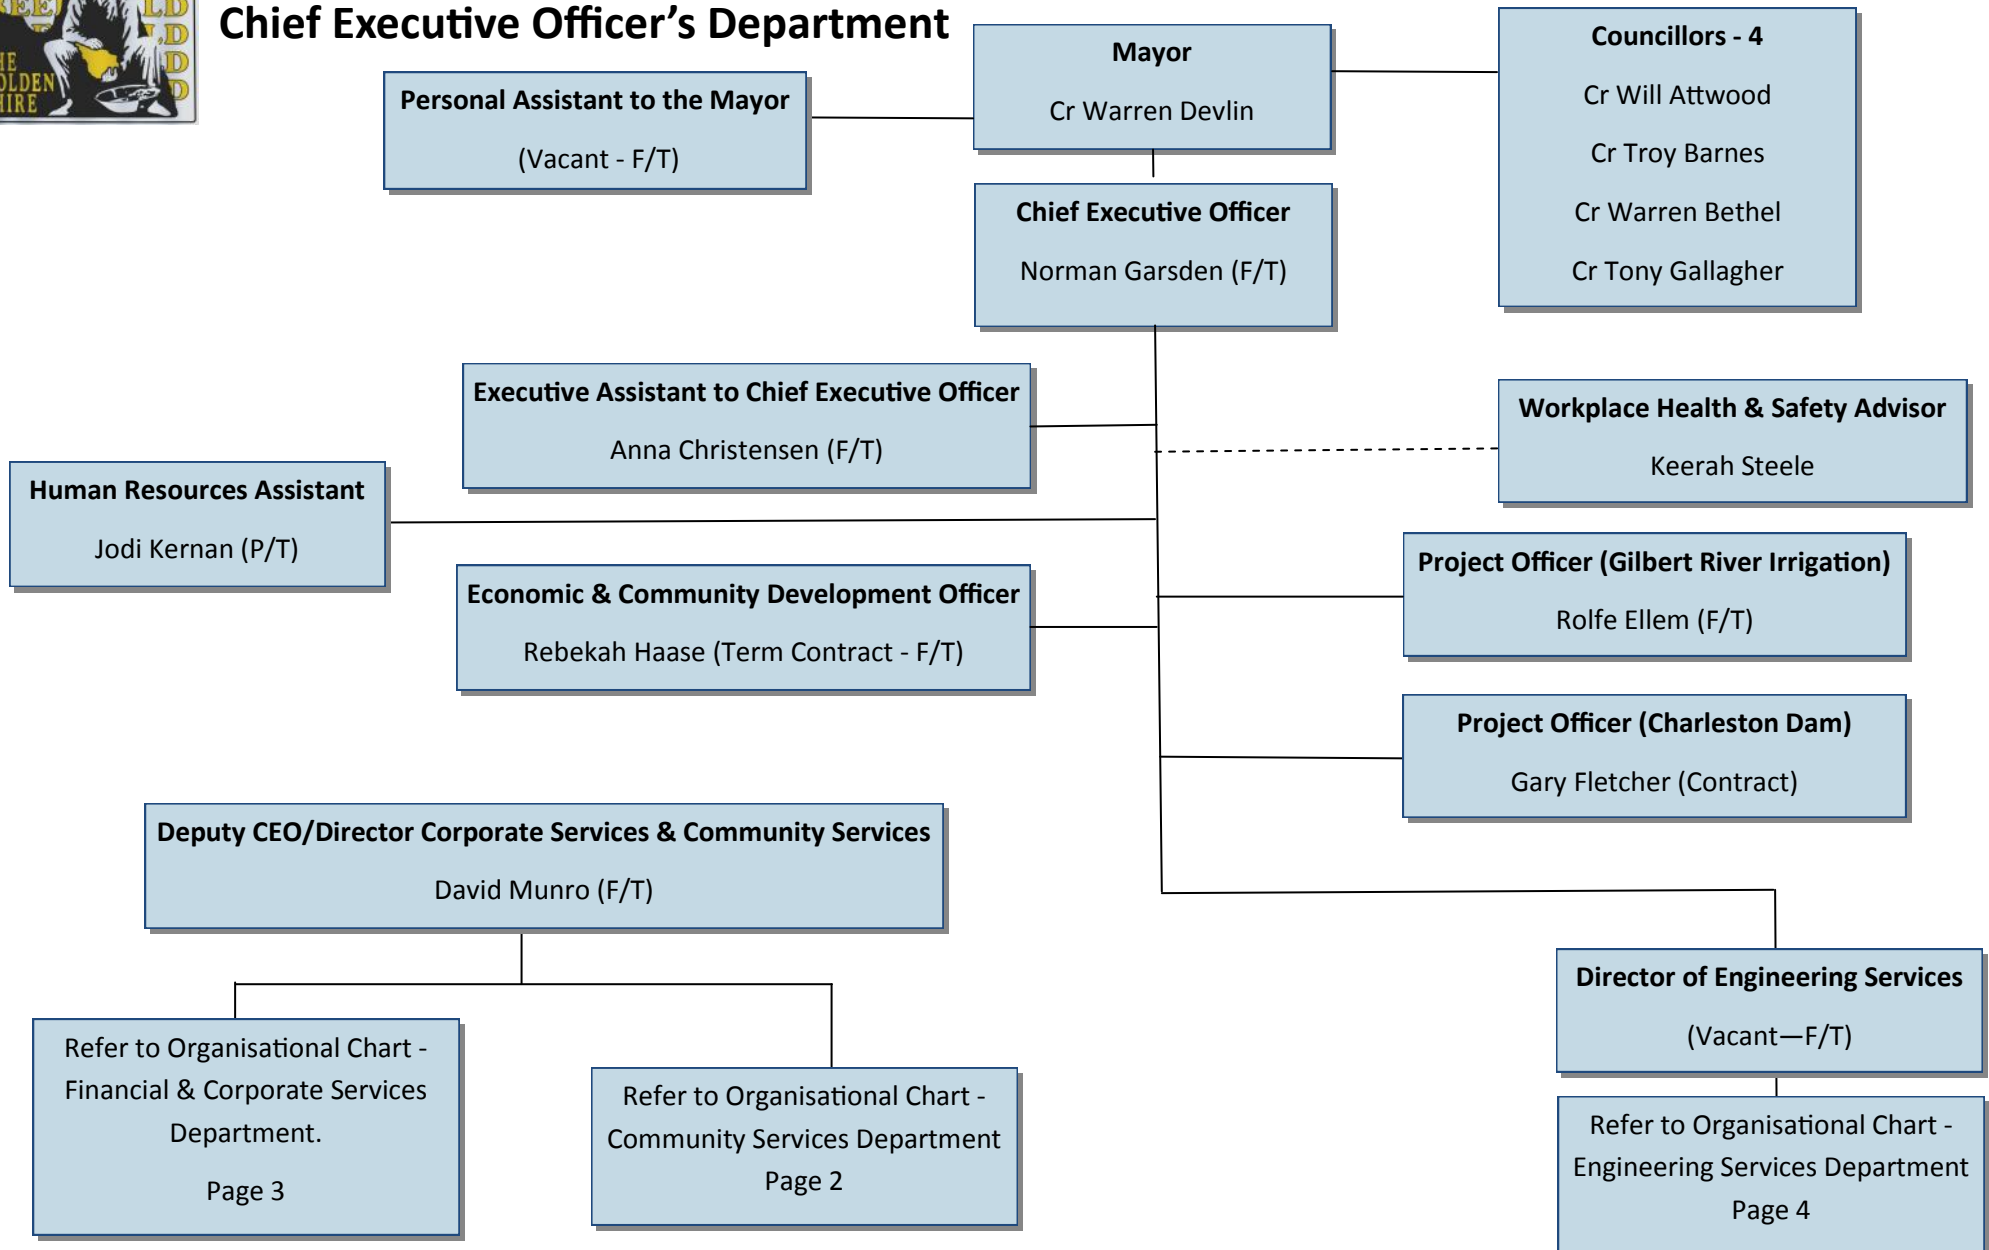 Chief Executive Officer's Department
THE
GOLDEN
SHIRE
Mayor
Cr Warren Devlin
Councillors - 4
Cr Will Attwood
Cr Troy Barnes
Cr Warren Bethel
Cr Tony Gallagher
Personal Assistant to the Mayor
(Vacant - F/T)
Chief Executive Officer
Norman Garsden (F/T)
Executive Assistant to Chief Executive Officer
Anna Christensen (F/T)
Workplace Health & Safety Advisor
Keerah Steele
Human Resources Assistant
Jodi Kernan (P/T)
Project Officer (Gilbert River Irrigation)
Rolfe Ellem (F/T)
Economic & Community Development Officer
Rebekah Haase (Term Contract - F/T)
Project Officer (Charleston Dam)
Gary Fletcher (Contract)
Deputy CEO/Director Corporate Services & Community Services
David Munro (F/T)
Director of Engineering Services
(Vacant—F/T)
Refer to Organisational Chart -
Financial & Corporate Services
Department.
Page 3
Refer to Organisational Chart -
Community Services Department
Page 2
Refer to Organisational Chart -
Engineering Services Department
Page 4